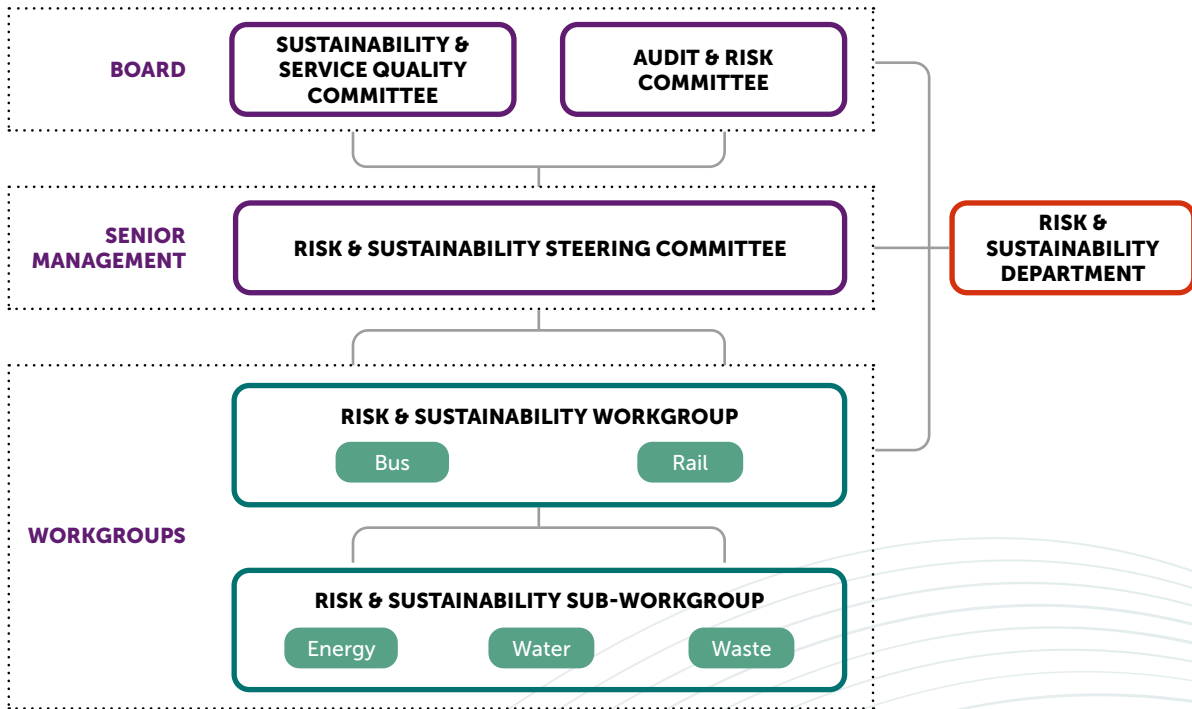 BOARD
SUSTAINABILITY &
SERVICE QUALITY
COMMITTEE
AUDIT & RISK
COMMITTEE
SENIOR
MANAGEMENT
RISK & SUSTAINABILITY STEERING COMMITTEE
RISK &
SUSTAINABILITY
DEPARTMENT
WORKGROUPS
RISK & SUSTAINABILITY WORKGROUP
Bus
Rail
RISK & SUSTAINABILITY SUB-WORKGROUP
Energy
Water
Waste